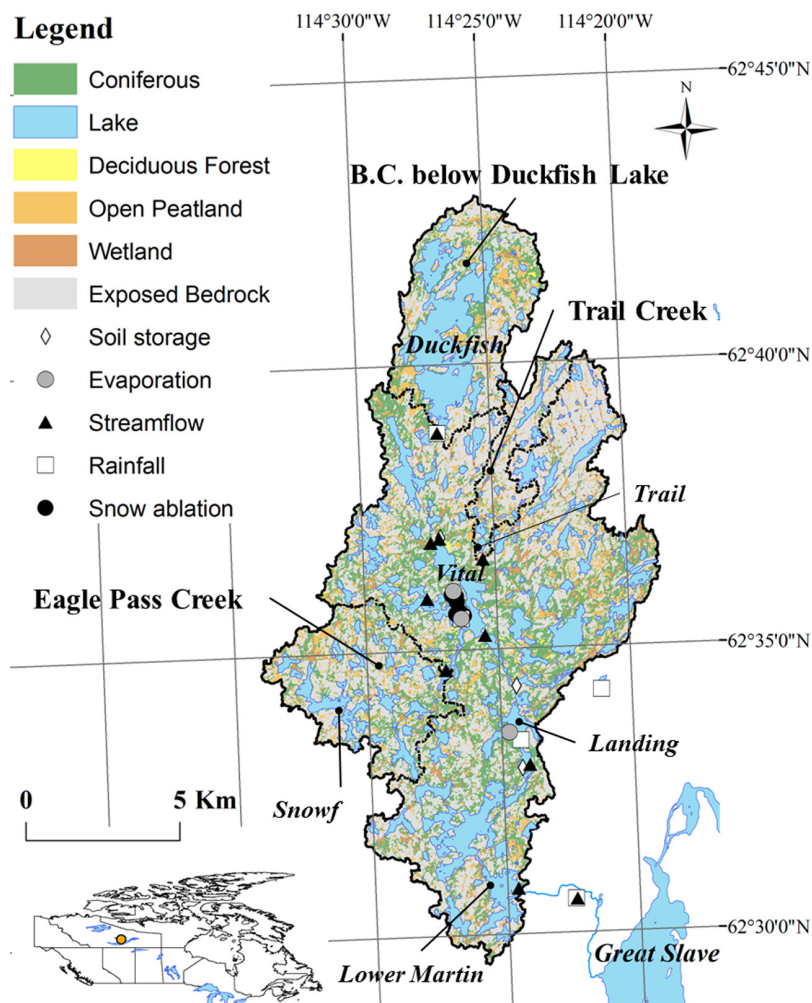 Legend
Coniferous
Lake
Deciduous Forest
Open Peatland
Wetland
Exposed Bedrock
Soil storage
Evaporation
Streamflow
Rainfall
Snow ablation
114°30'0"W
114°25'0"W
114°20'0"W
62°45'0"N
N
B.C. below Duckfish Lake
Trail Creek
Duckfish
62°40'0"N
Trail
Vital
Eagle Pass Creek
62°35'0"N
Landing
Snowf
0 5 Km
62°30'0"N
Lower Martin
Great Slave